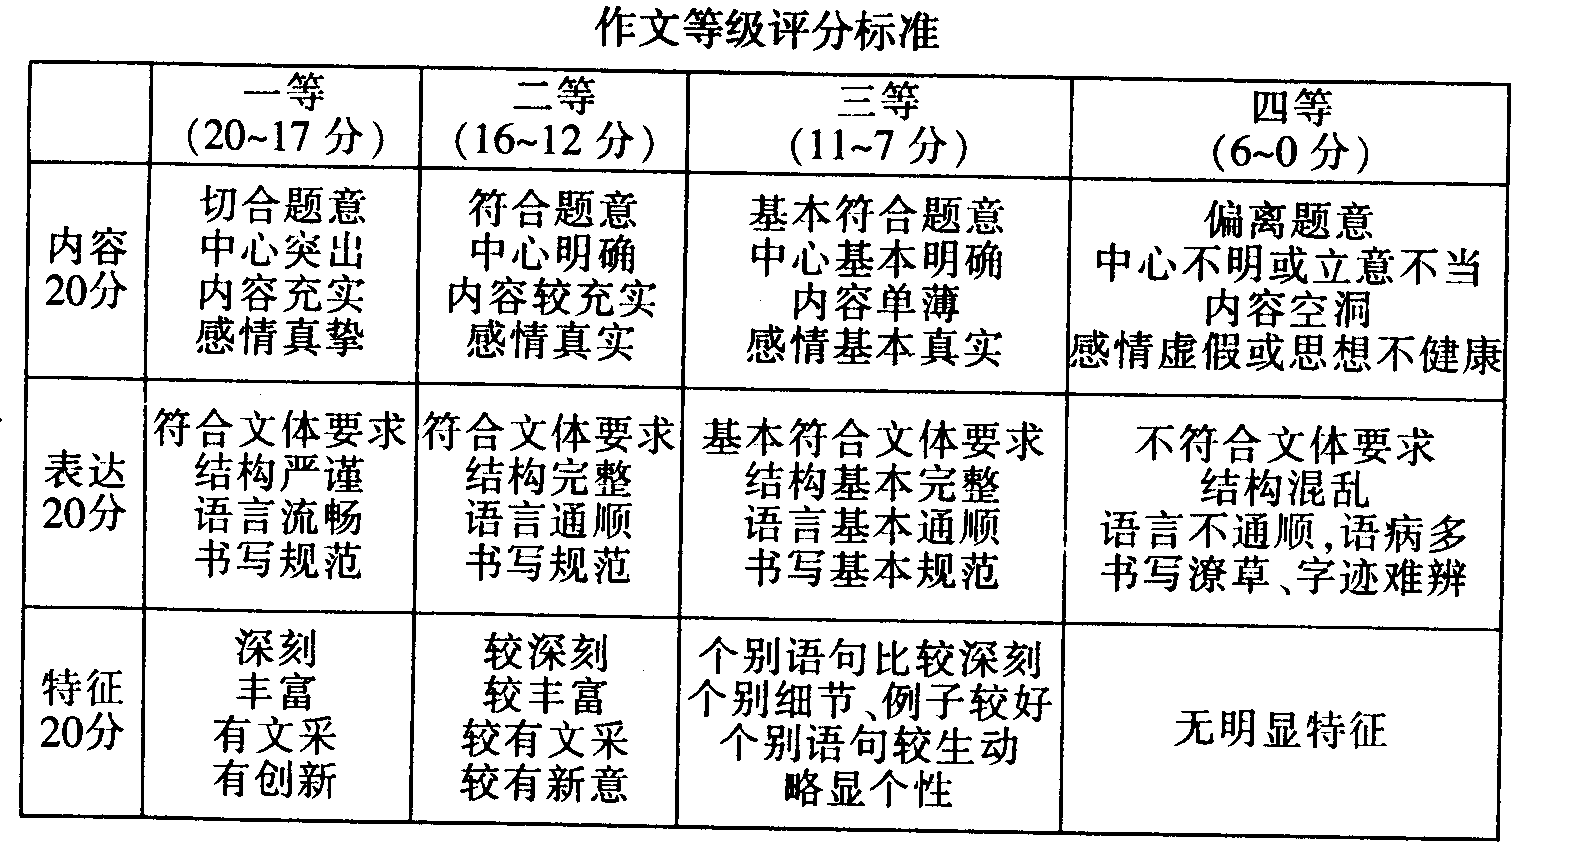 作文等级评分标准
一等
(20~17 分)
二等
(16~12 分)
三等
(11~7 分)
四等
(6~0 分)
内容
20分
切合题意
中心突出
内容充实
感情真挚
符合题意
中心明确
内容较充实
感情真实
基本符合题意
中心基本明确
内容单薄
感情基本真实
偏离题意
中心不明或立意不当
内容空洞
感情虚假或思想不健康
表达
20分
符合文体要求
结构严谨
语言流畅
书写规范
符合文体要求
结构完整
语言通顺
书写规范
基本符合文体要求
结构基本完整
语言基本通顺
书写基本规范
不符合文体要求
结构混乱
语言不通顺,语病多
书写潦草、字迹难辨
特征
20分
深刻
丰富
有文采
有创新
较深刻
较丰富
较有文采
较有新意
个别语句比较深刻
个别细节、例子较好
个别语句较生动
略显个性
无明显特征